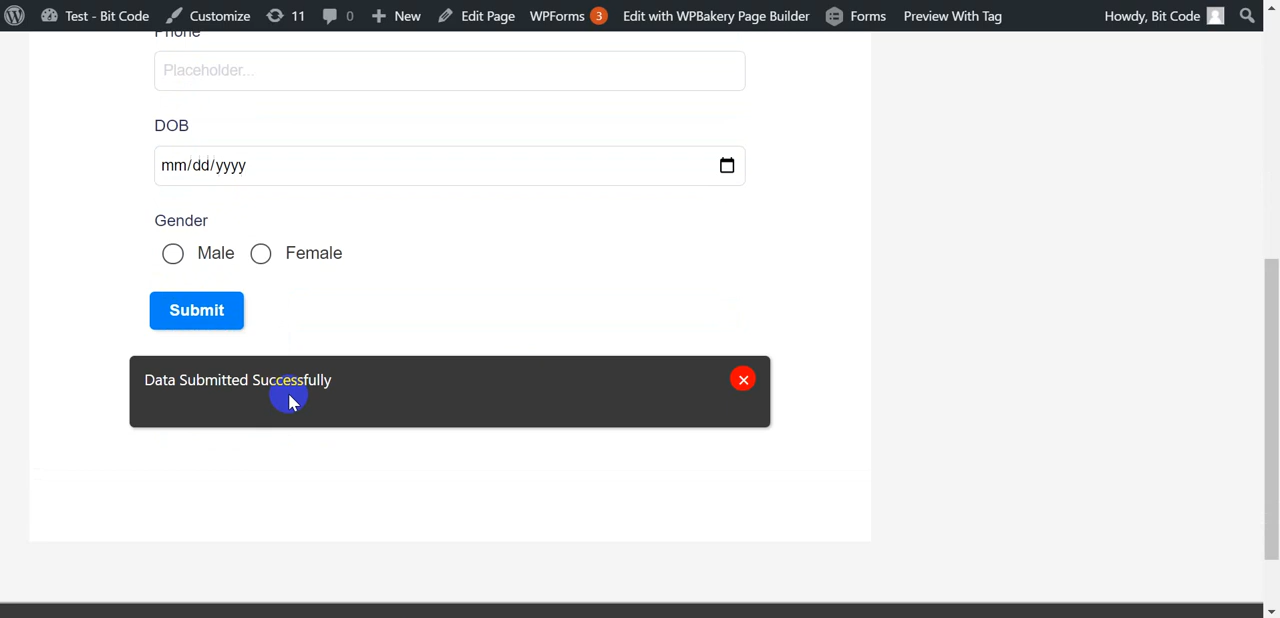 Test - Bit Code Customize 11 0 New Edit Page WPForms 3 Edit with WPBakery Page Builder Forms Preview With Tag Howdy, Bit Code
Phone
Placeholder...
DOB
mm/dd/yyyy
Gender
Male Female
Submit
Data Submitted Successfully